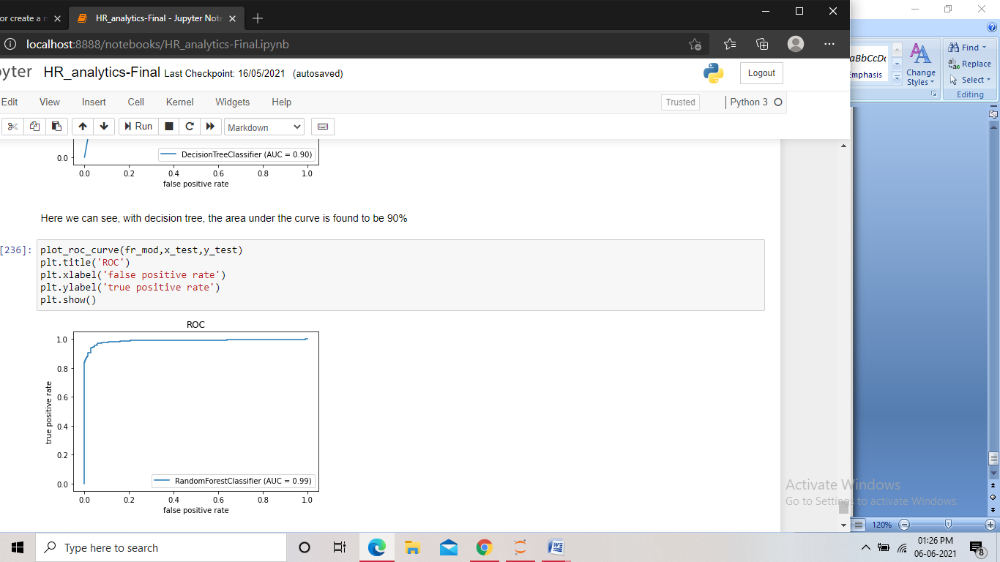 or create a n
HR_analytics-Final - Jupyter Note
localhost:8888/notebooks/HR_analytics-Final.ipynb
yter HR_analytics-Final Last Checkpoint: 16/05/2021 (autosaved)
Logout
Edit View Insert Cell Kernel Widgets Help
Trusted
Python 3
Run
Markdown
0.0
DecisionTreeClassifier (AUC = 0.90)
0.0 0.2 0.4 0.6 0.8 1.0
false positive rate
Here we can see, with decision tree, the area under the curve is found to be 90%
[236]:
plot_roc_curve(fr_mod,x_test,y_test)
plt.title('ROC')
plt.xlabel('false positive rate')
plt.ylabel('true positive rate')
plt.show()
ROC
1.0
0.8
0.6
0.4
0.2
0.0
true positive rate
RandomForestClassifier (AUC = 0.99)
0.0 0.2 0.4 0.6 0.8 1.0
false positive rate
aBbCcDc
Emphasis
Change
Styles
Find
Replace
Select
Editing
Activate Windows
Go to Settings to activate Windows.
120%
Type here to search
01:26 PM
06-06-2021
8